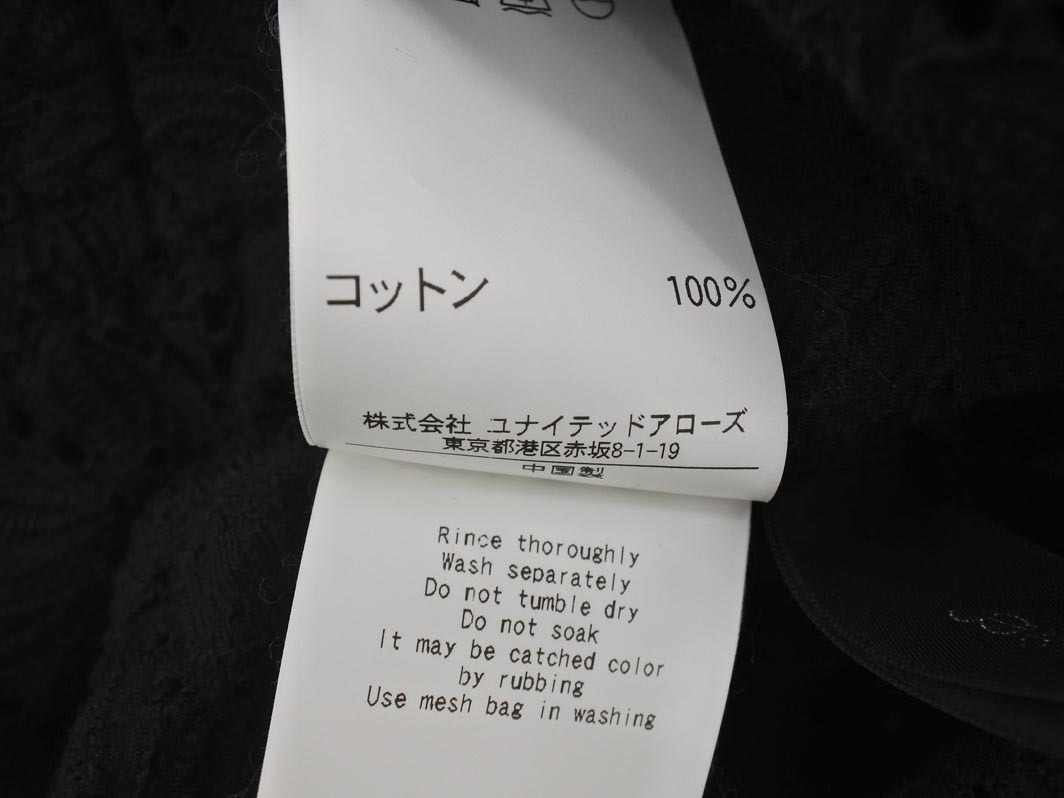 コットン 100%
株式会社 ユナイテッドアローズ
東京都港区赤坂8-1-19
中国製
Rince thoroughly
Wash separately
Do not tumble dry
Do not soak
It may be catched color
by rubbing
Use mesh bag in washing